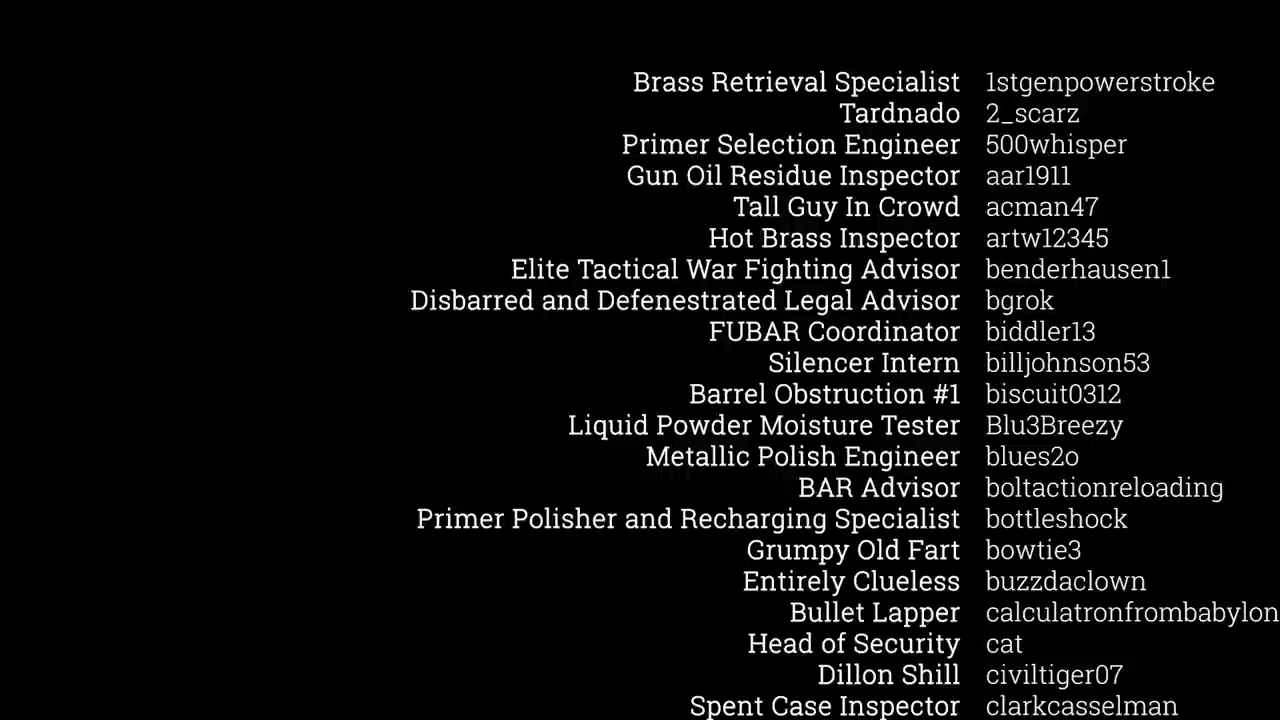 Brass Retrieval Specialist 1stgenpowerstroke
Tardnado 2_scarz
Primer Selection Engineer 500whisper
Gun Oil Residue Inspector aar1911
Tall Guy In Crowd acman47
Hot Brass Inspector artw12345
Elite Tactical War Fighting Advisor benderhausen1
Disbarred and Defenestrated Legal Advisor bgrok
FUBAR Coordinator biddler13
Silencer Intern billjohnson53
Barrel Obstruction #1 biscuit0312
Liquid Powder Moisture Tester Blu3Breezy
Metallic Polish Engineer blues2o
BAR Advisor boltactionreloading
Primer Polisher and Recharging Specialist bottleshock
Grumpy Old Fart bowtie3
Entirely Clueless buzzdaclown
Bullet Lapper calculatronfrombabylon
Head of Security cat
Dillon Shill civiltiger07
Spent Case Inspector clarkcasselman